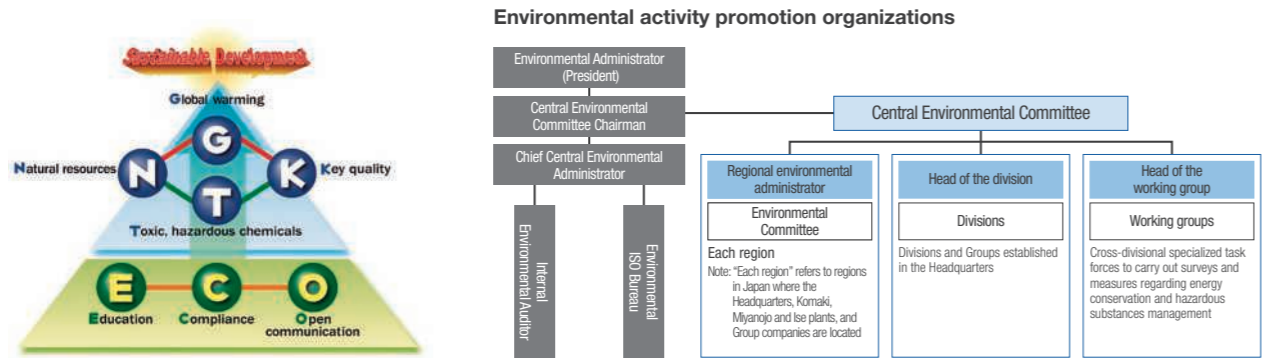 Sustainable Development
Global warming
G
Natural resources
N
K
Key quality
T
Toxic, hazardous chemicals
E
C
O
Education
Compliance
Open
communication
Environmental activity promotion organizations
Environmental Administrator
(President)
Central Environmental
Committee Chairman
Central Environmental Committee
Chief Central Environmental
Administrator
Internal
Environmental Auditor
Environmental
ISO Bureau
Regional environmental
administrator
Environmental
Committee
Each region
Note: “Each region” refers to regions
in Japan where the
Headquarters, Komaki,
Miyanojo and Ise plants, and
Group companies are located
Head of the division
Divisions
Divisions and Groups established
in the Headquarters
Head of the
working group
Working groups
Cross-divisional specialized task
forces to carry out surveys and
measures regarding energy
conservation and hazardous
substances management